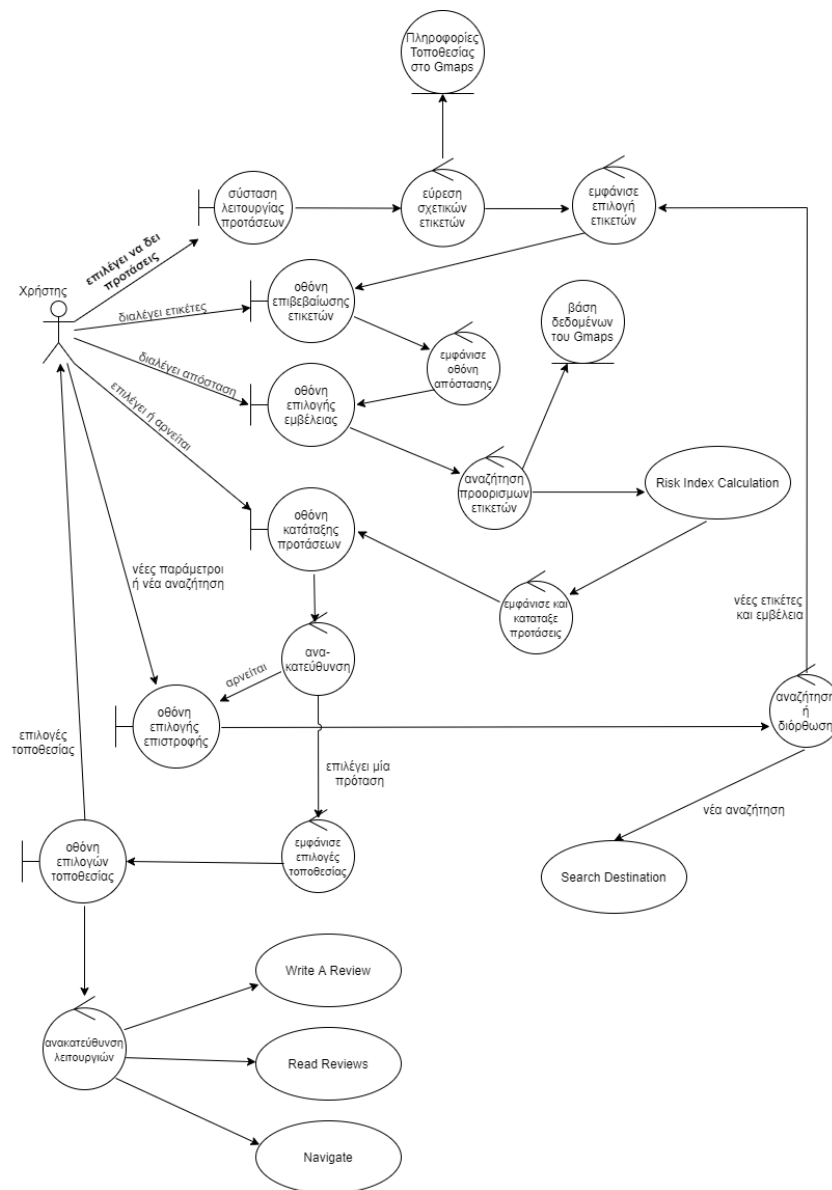 Πληροφορίες
Τοποθεσίας
στο Gmaps
σύσταση
λειτουργίας
προτάσεων
εύρεση
σχετικών
ετικετών
εμφάνισε
επιλογή
ετικετών
επιλέγει να δει
προτάσεις
Χρήστης
διαλέγει ετικέτες
οθόνη
επιβεβαίωσης
ετικετών
βάση
δεδομένων
του Gmaps
εμφάνισε
οθόνη
απόστασης
διαλέγει απόσταση
οθόνη
επιλογής
εμβέλειας
επιλέγει ή αρνείται
αναζήτηση
προορισμων
ετικετών
Risk Index Calculation
οθόνη
κατάταξης
προτάσεων
νέες παράμετροι
ή νέα αναζήτηση
εμφάνισε και
καταταξε
προτάσεις
νέες ετικέτες
και εμβέλεια
ανα-
κατεύθυνση
αρνείται
οθόνη
επιλογής
επιστροφής
αναζήτηση
ή
διόρθωση
επιλογές
τοποθεσίας
επιλέγει μία
πρόταση
νέα αναζήτηση
οθόνη
επιλογών
τοποθεσίας
εμφάνισε
επιλογές
τοποθεσίας
Search Destination
Write A Review
ανακατεύθυνση
λειτουργιών
Read Reviews
Navigate